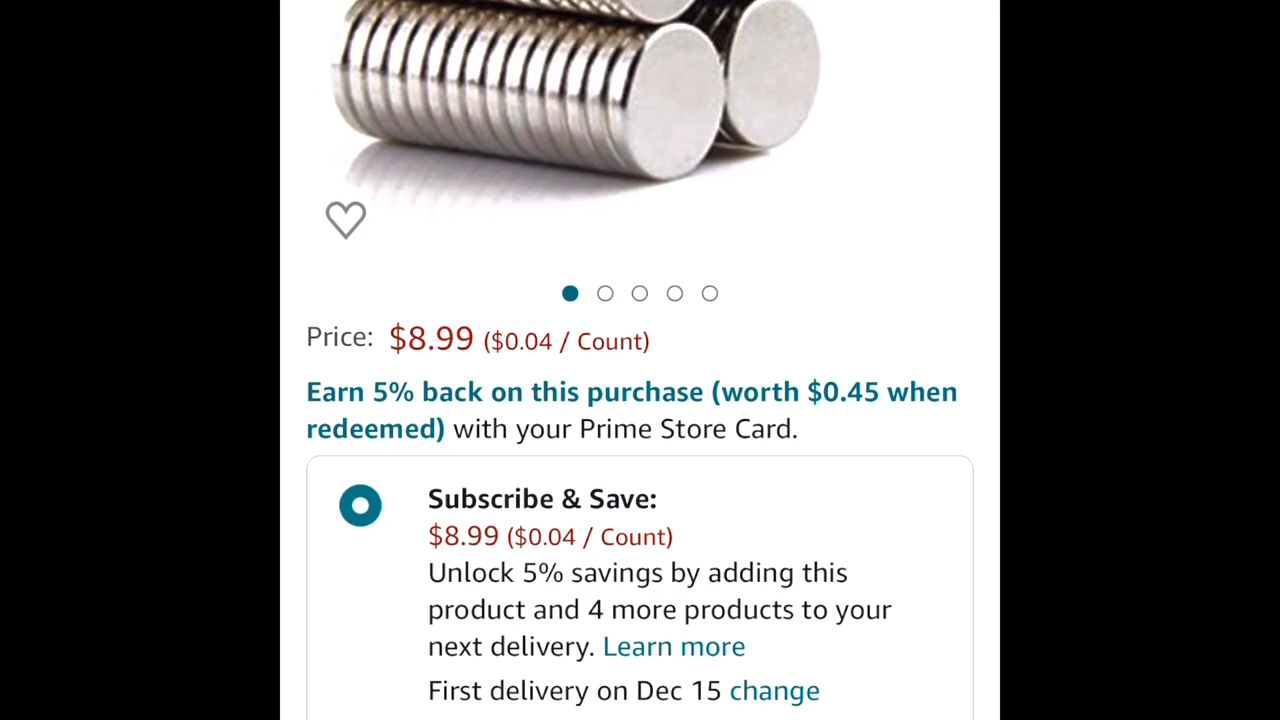 Price: $8.99 ($0.04 / Count)
Earn 5% back on this purchase (worth $0.45 when
redeemed) with your Prime Store Card.
Subscribe & Save:
$8.99 ($0.04 / Count)
Unlock 5% savings by adding this
product and 4 more products to your
next delivery. Learn more
First delivery on Dec 15 change